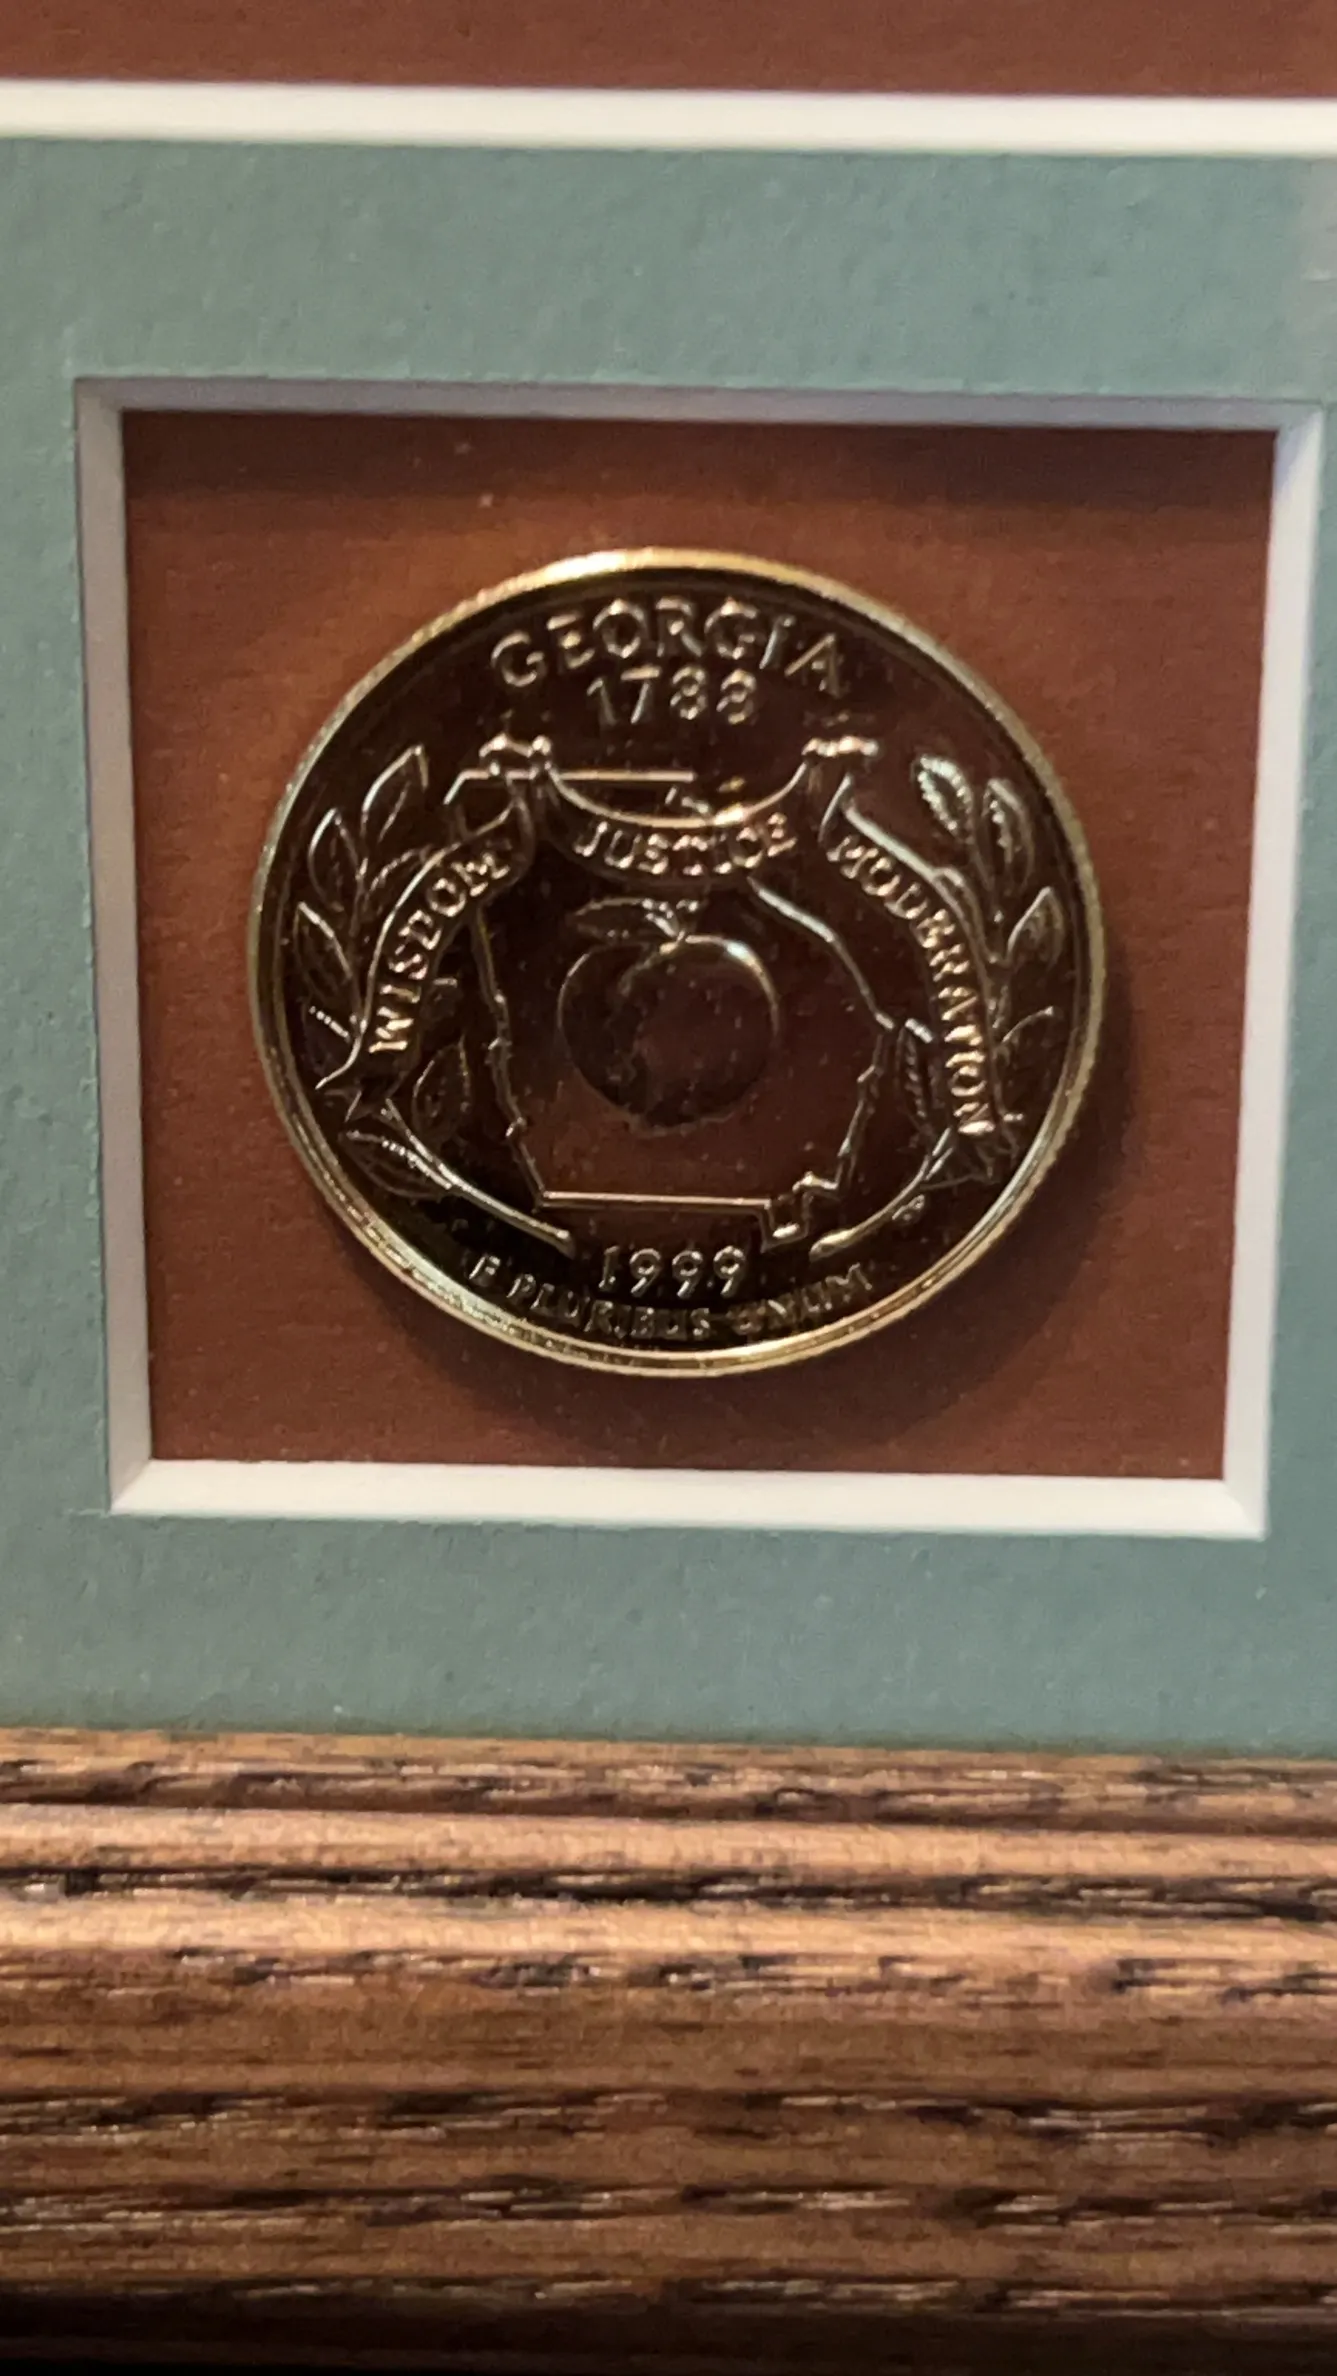 GEORGIA
1788
WISDOM
JUSTICE
MODERATION
1999
E PLURIBUS UNUM